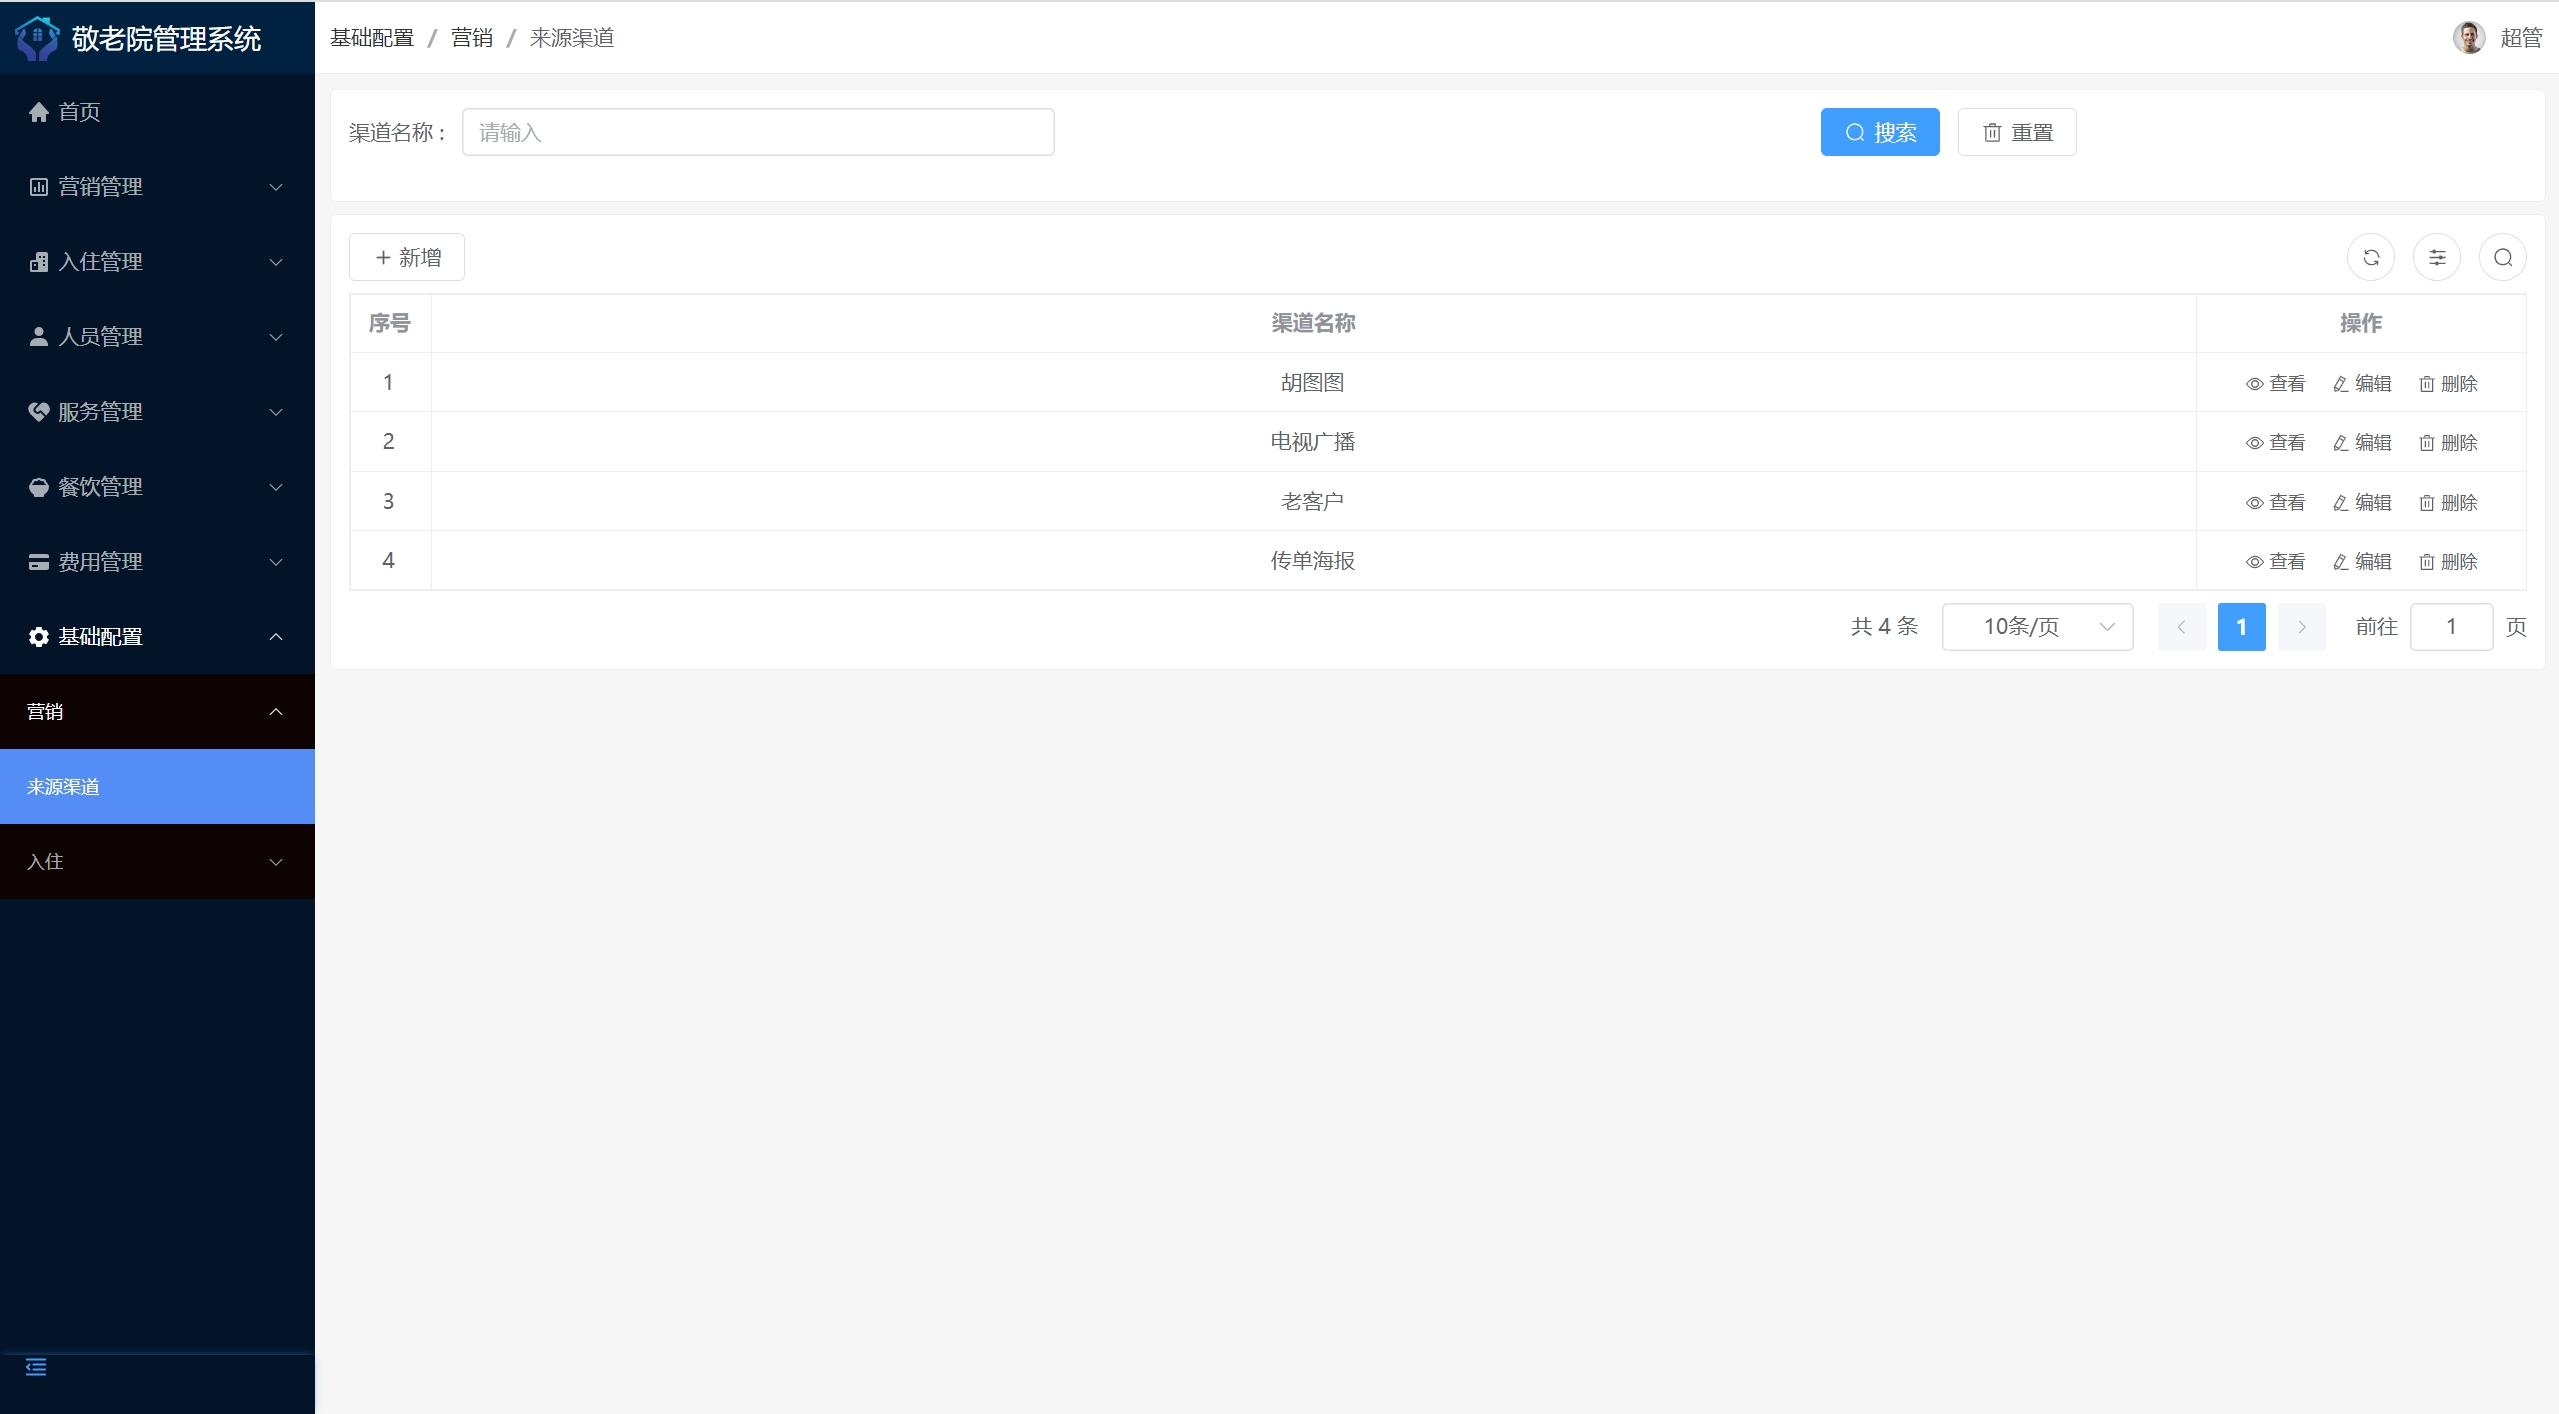 敬老院管理系统
基础配置 / 营销 / 来源渠道
超管
首页
营销管理
入住管理
人员管理
服务管理
餐饮管理
费用管理
基础配置
营销
来源渠道
入住
渠道名称： 请输入 搜索 重置
新增
序号 渠道名称 操作
1 胡图图 查看 编辑 删除
2 电视广播 查看 编辑 删除
3 老客户 查看 编辑 删除
4 传单海报 查看 编辑 删除
共 4 条 10条/页 1 前往 1 页